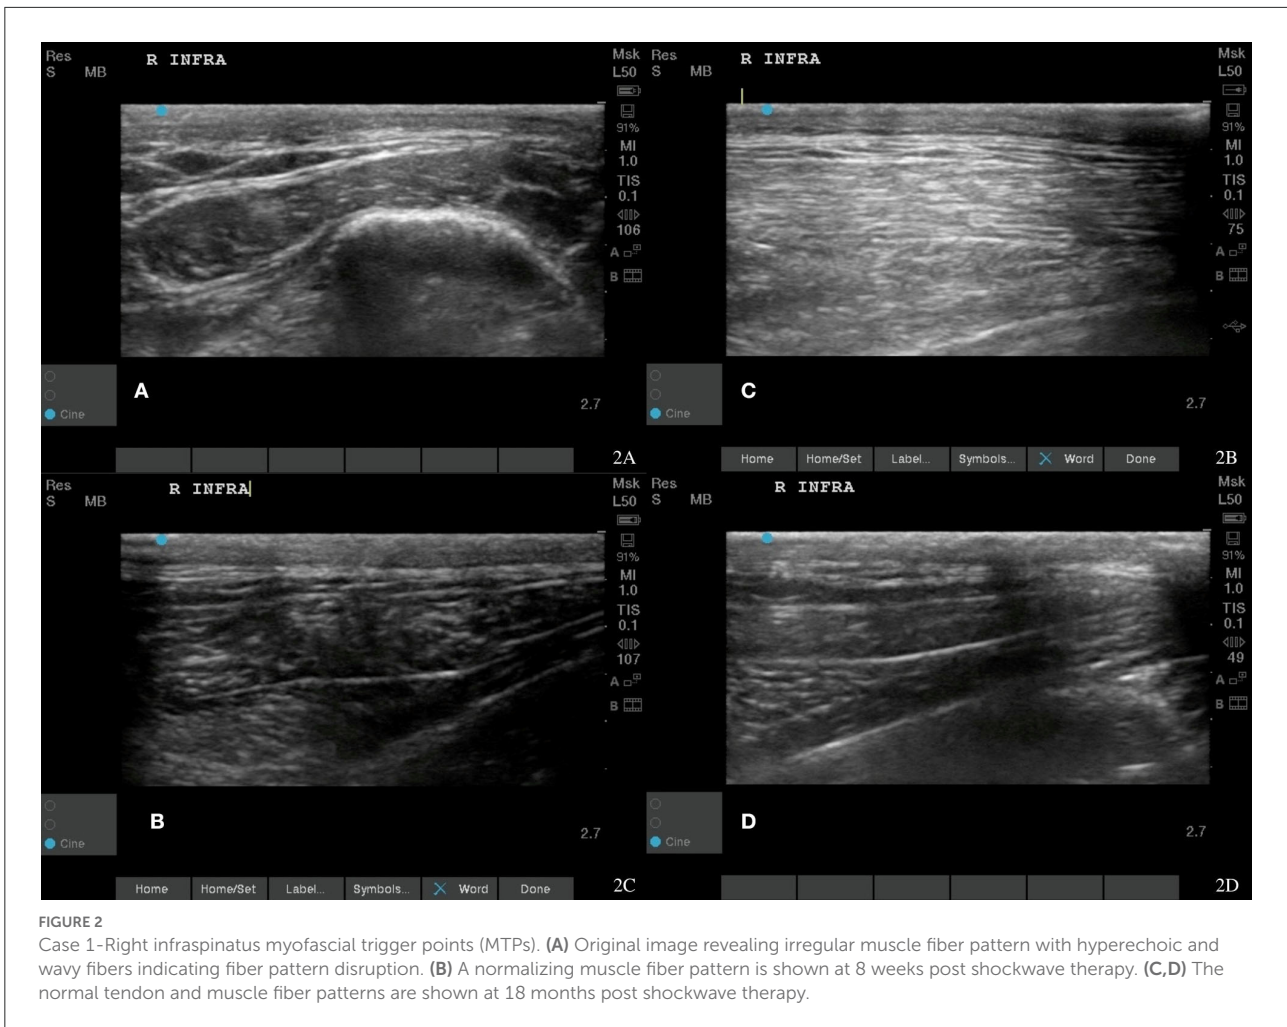 Res
S MB
R INFRA
Msk
L50
91%
MI
1.0
TIS
0.1
106
A
B
Cine
A
2.7
2A
Res
S MB
R INFRA
Msk
L50
91%
MI
1.0
TIS
0.1
75
A
B
Cine
C
2.7
Home Home/Set Label... Symbols... Word Done
2B
Res
S MB
R INFRA
Msk
L50
91%
MI
1.0
TIS
0.1
107
A
B
Cine
B
2.7
Home Home/Set Label... Symbols... Word Done
2C
Res
S MB
R INFRA
Msk
L50
91%
MI
1.0
TIS
0.1
49
A
B
Cine
D
2.7
2D
FIGURE 2
Case 1-Right infraspinatus myofascial trigger points (MTPs). (A) Original image revealing irregular muscle fiber pattern with hyperechoic and
wavy fibers indicating fiber pattern disruption. (B) A normalizing muscle fiber pattern is shown at 8 weeks post shockwave therapy. (C,D) The
normal tendon and muscle fiber patterns are shown at 18 months post shockwave therapy.